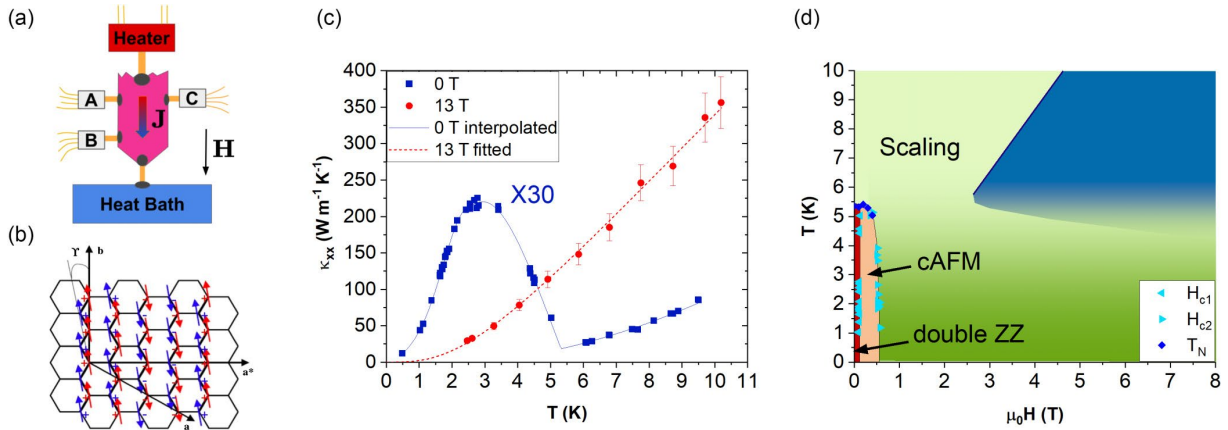 (a)
Heater
A
C
J
B
H
Heat Bath
(b)
ϒ
b
a*
a
(c)
κxx (W m⁻¹ K⁻¹)
400
350
300
250
200
150
100
50
0
0 T
13 T
0 T interpolated
13 T fitted
X30
0 1 2 3 4 5 6 7 8 9 10 11
T (K)
(d)
T (K)
10
9
8
7
6
5
4
3
2
1
0
Scaling
cAFM
double ZZ
Hc1
Hc2
TN
0 1 2 3 4 5 6 7 8
μ₀H (T)